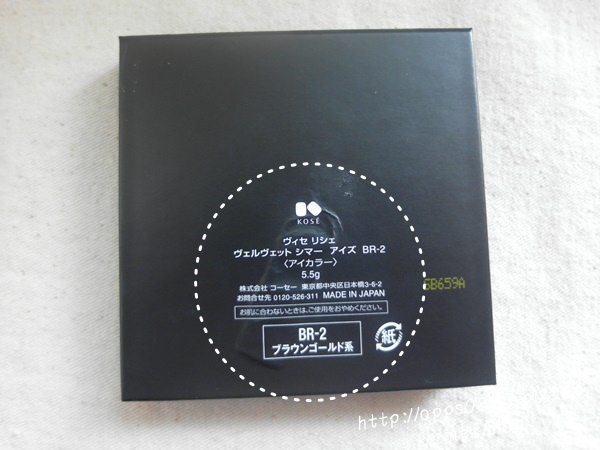 KOSÉ
ヴィセ リシェ
ヴェルヴェット シマー アイズ BR-2
〈アイカラー〉
5.5g
株式会社 コーセー 東京都中央区日本橋3-6-2
お問合せ先 0120-526-311 MADE IN JAPAN
お肌に合わないときは、ご使用をおやめください。
BR-2
ブラウンゴールド系
紙
B659A